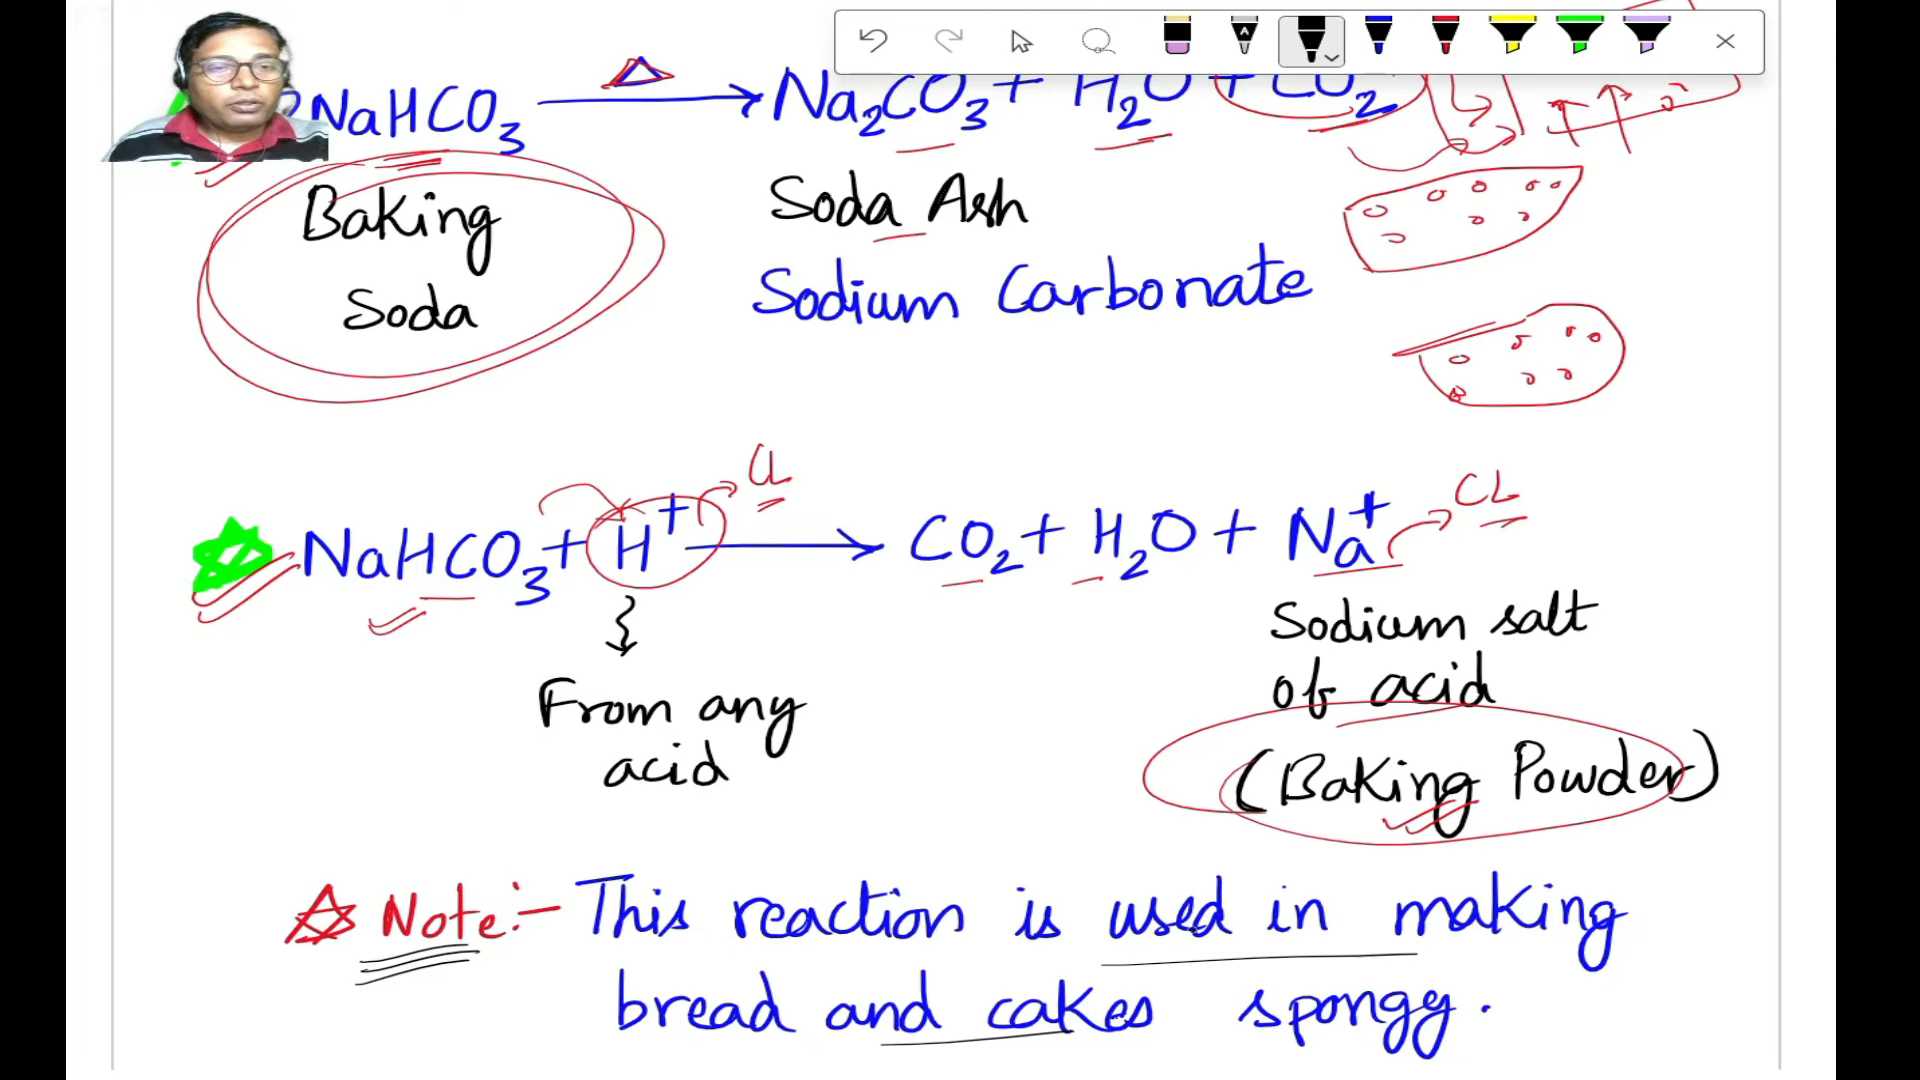 2NaHCO₃ → Na₂CO₃ + H₂O + CO₂
Baking
Soda
Soda Ash
Sodium Carbonate
Cl
Cl
NaHCO₃ + H⁺ → CO₂ + H₂O + Na⁺
From any
acid
Sodium salt
of acid
(Baking Powder)
Note:- This reaction is used in making
bread and cakes spongy.